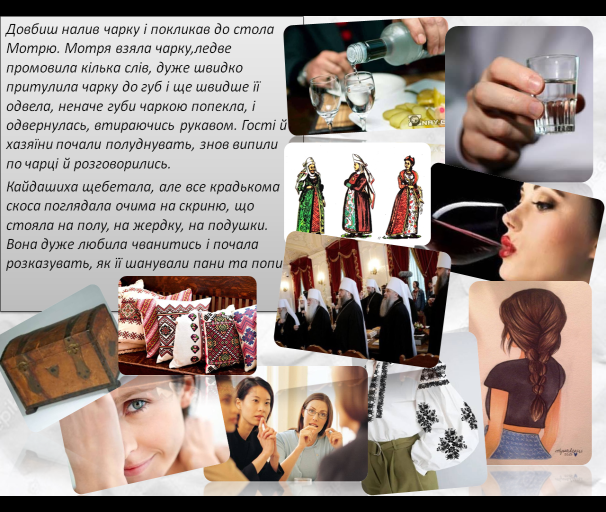 Довбиш налив чарку і покликав до стола
Мотрю. Мотря взяла чарку,ледве
промовила кілька слів, дуже швидко
притулила чарку до губ і ще швидше її
одвела, неначе губи чаркою попекла, і
одвернулась, втираючись рукавом. Гості й
хазяїни почали полуднувать, знов випили
по чарці й розговорились.
Кайдашиха щебетала, але все крадькома
скоса поглядала очима на скриню, що
стояла на полу, на жердку, на подушки.
Вона дуже любила чванитись і почала
розказувать, як її шанували пани та попи